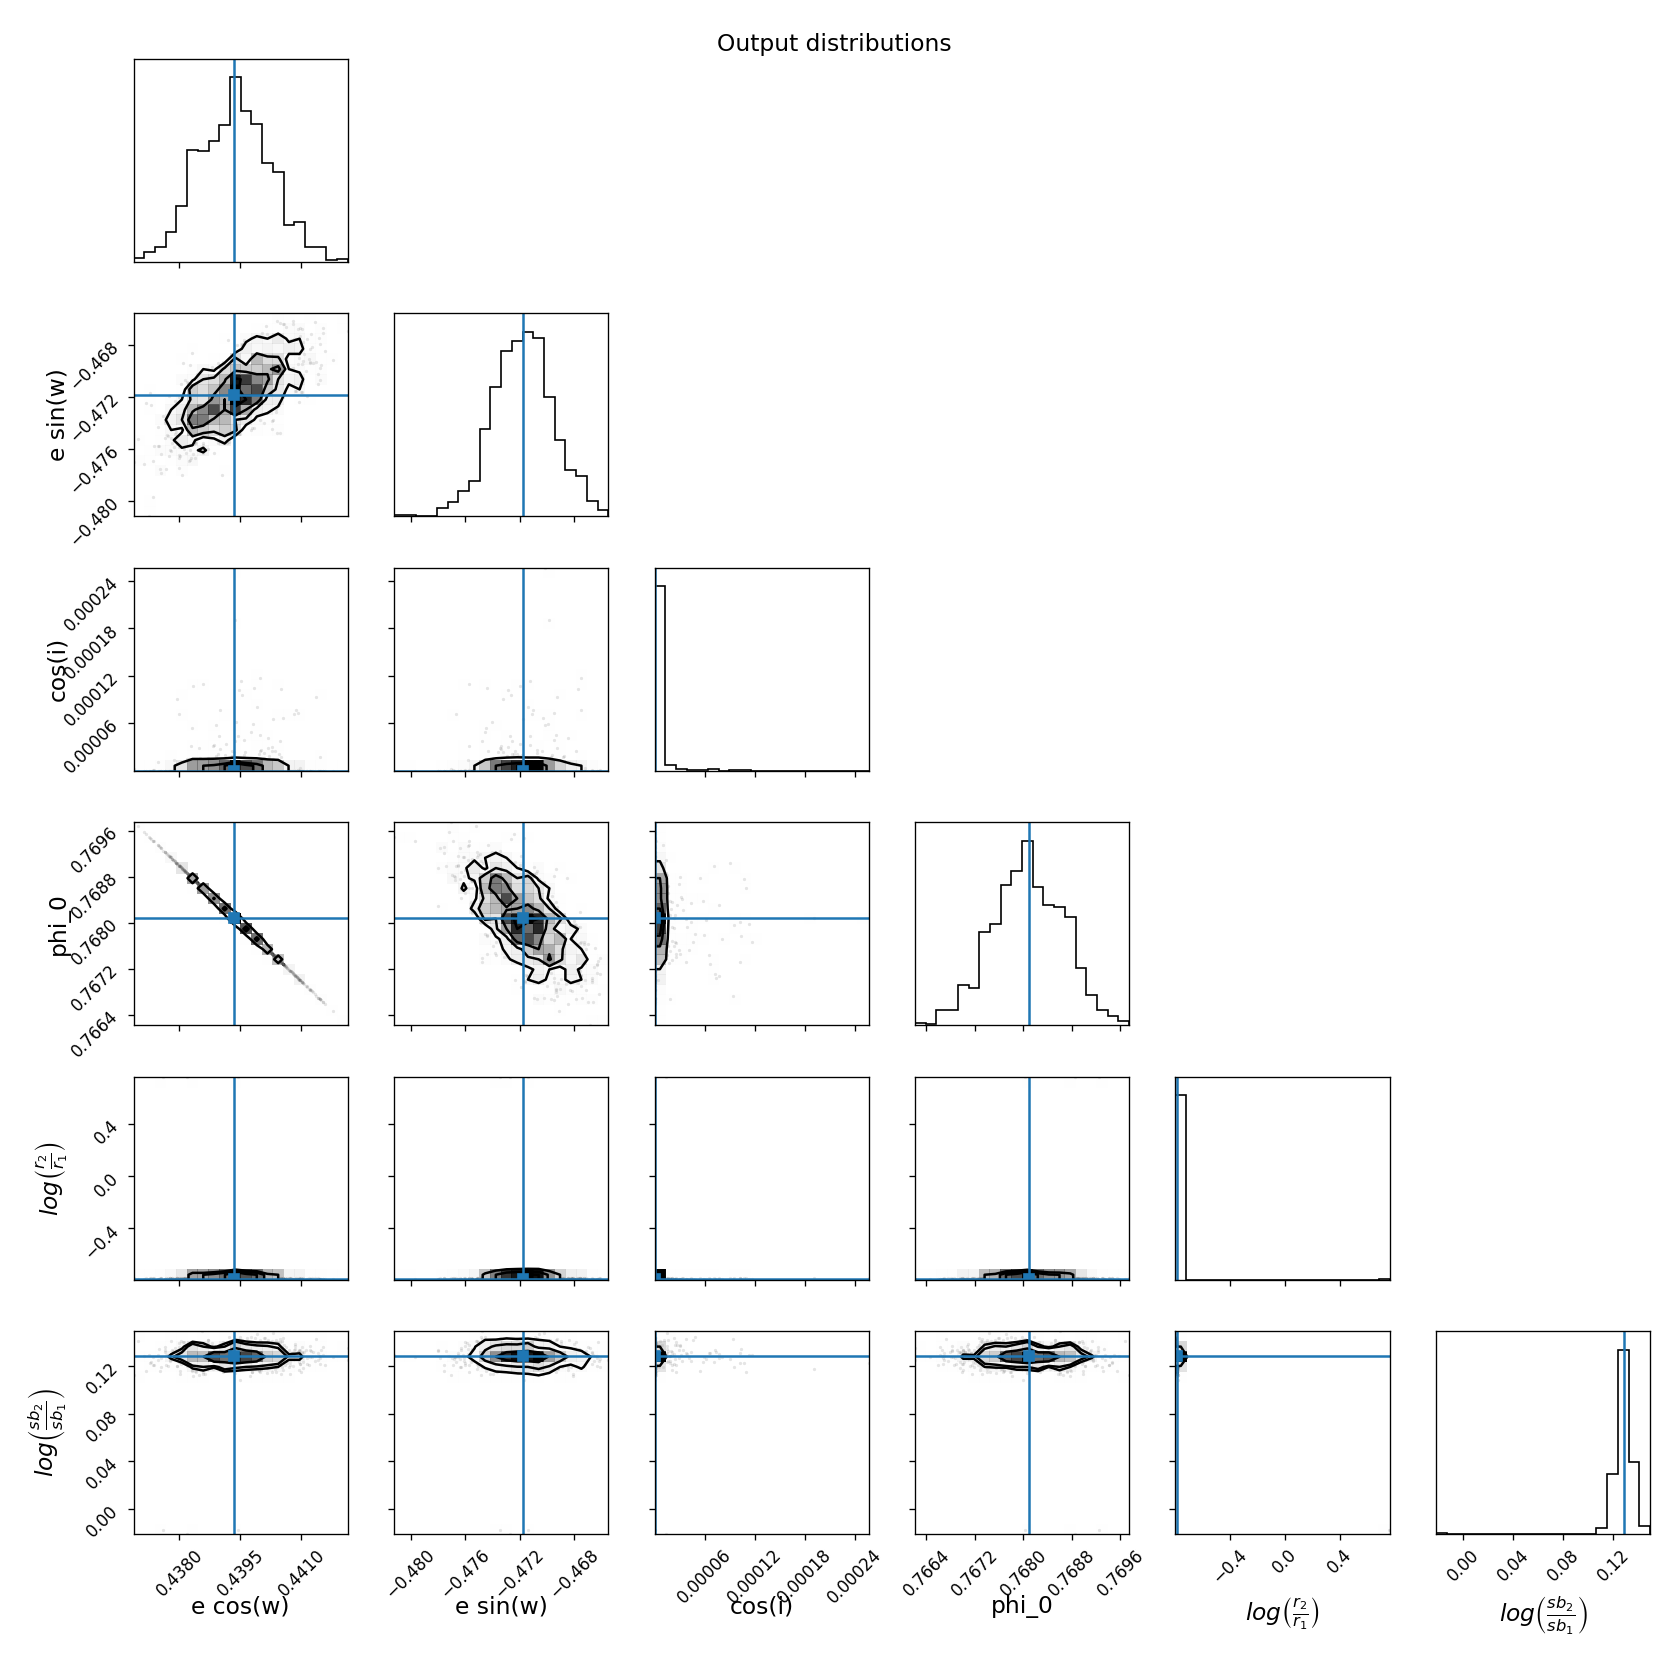 Output distributions
e sin(w)
−0.468
−0.472
−0.476
−0.480
cos(i)
0.00024
0.00018
0.00012
0.00006
phi_0
0.7696
0.7688
0.7680
0.7672
0.7664
log(r2/r1)
0.4
0.0
−0.4
log(sb2/sb1)
0.12
0.08
0.04
0.00
0.4380 0.4395 0.4410 −0.480 −0.476 −0.472 −0.468 0.00006 0.00012 0.00018 0.00024 0.7664 0.7672 0.7680 0.7688 0.7696 −0.4 0.0 0.4 0.00 0.04 0.08 0.12
e cos(w) e sin(w) cos(i) phi_0 log(r2/r1) log(sb2/sb1)